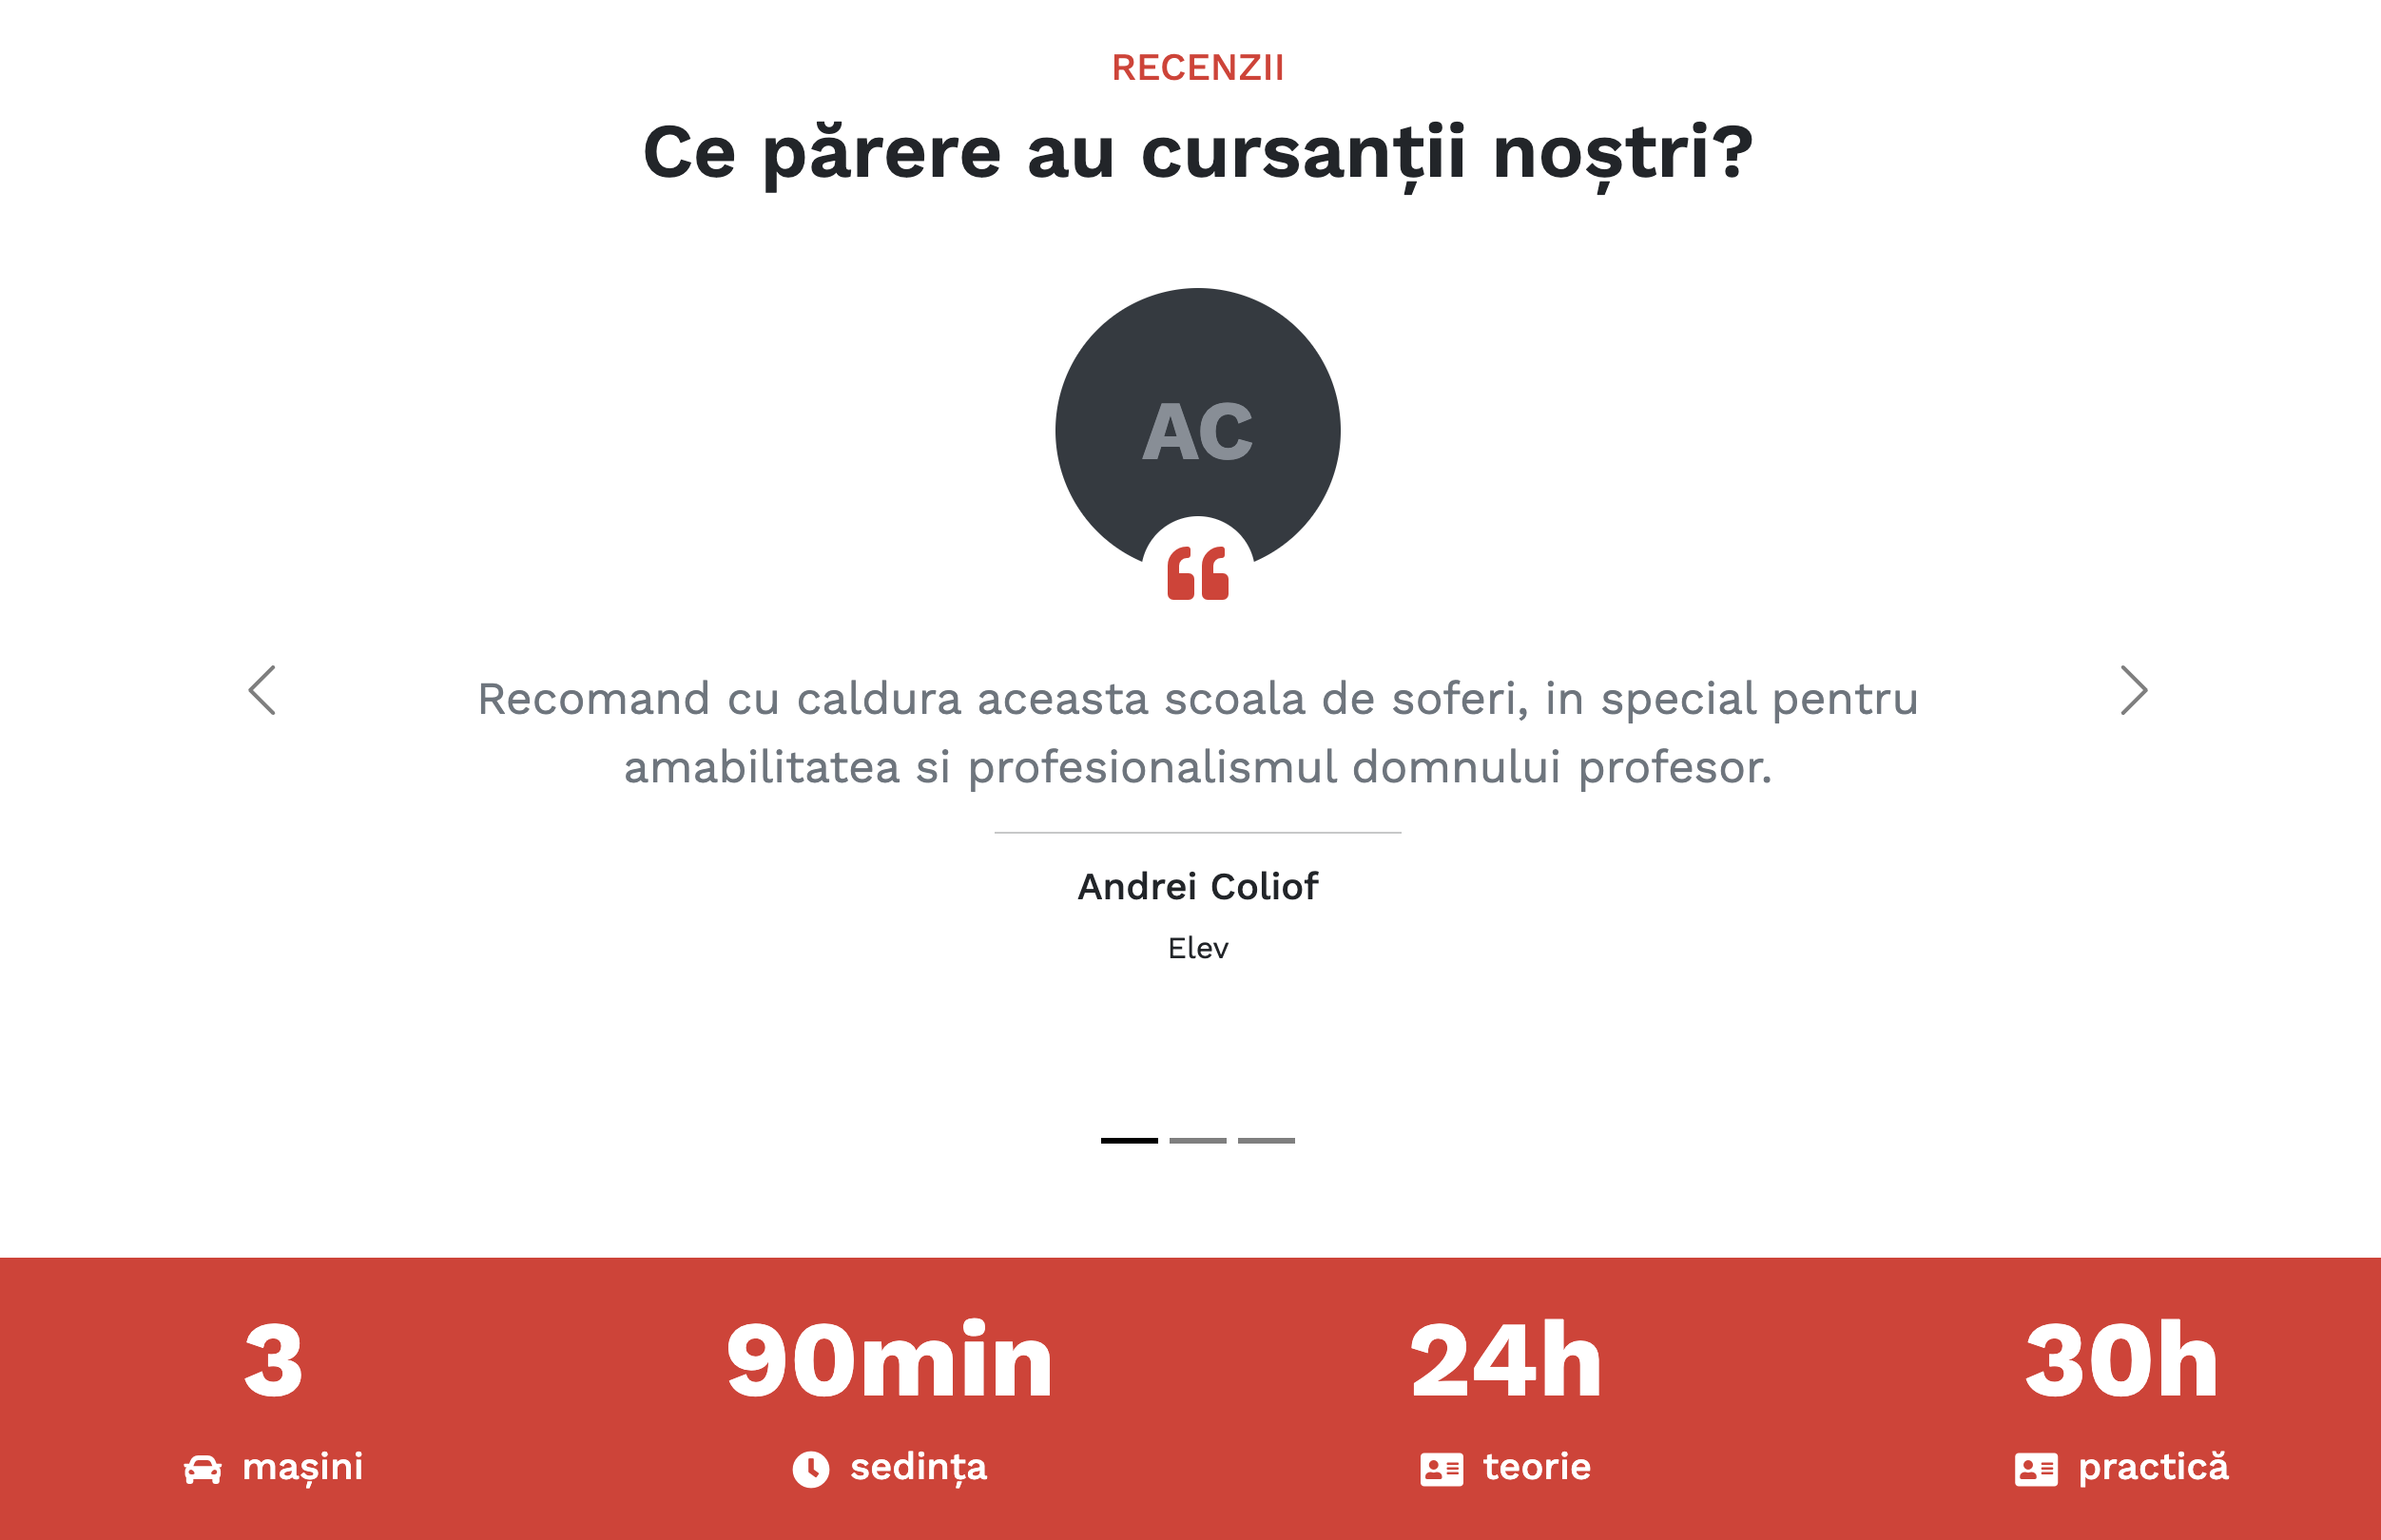 RECENZII
Ce părere au cursanții noștri?
AC
Recomand cu caldura aceasta scoala de soferi, in special pentru
amabilitatea si profesionalismul domnului profesor.
Andrei Coliof
Elev
3
90min
24h
30h
mașini
sedința
teorie
practică